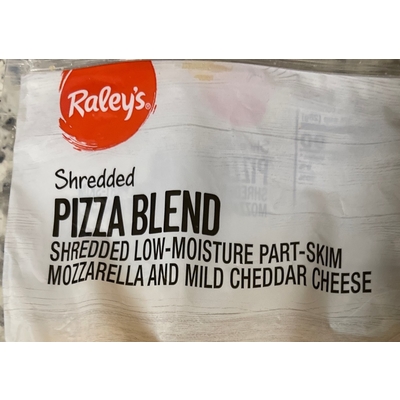 Raley's®
Shredded
PIZZA BLEND
SHREDDED LOW-MOISTURE PART-SKIM
MOZZARELLA AND MILD CHEDDAR CHEESE